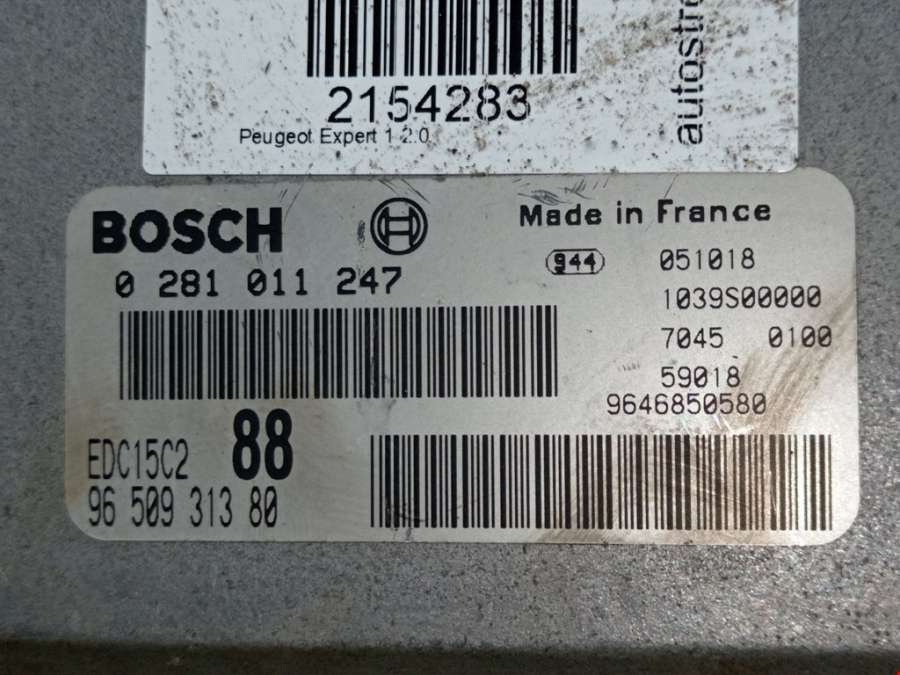 2154283
Peugeot Expert 1 2.0
autostre
BOSCH
Made in France
0 281 011 247
944
051018
1039S00000
7045 0100
59018
9646850580
EDC15C2 88
96 509 313 80